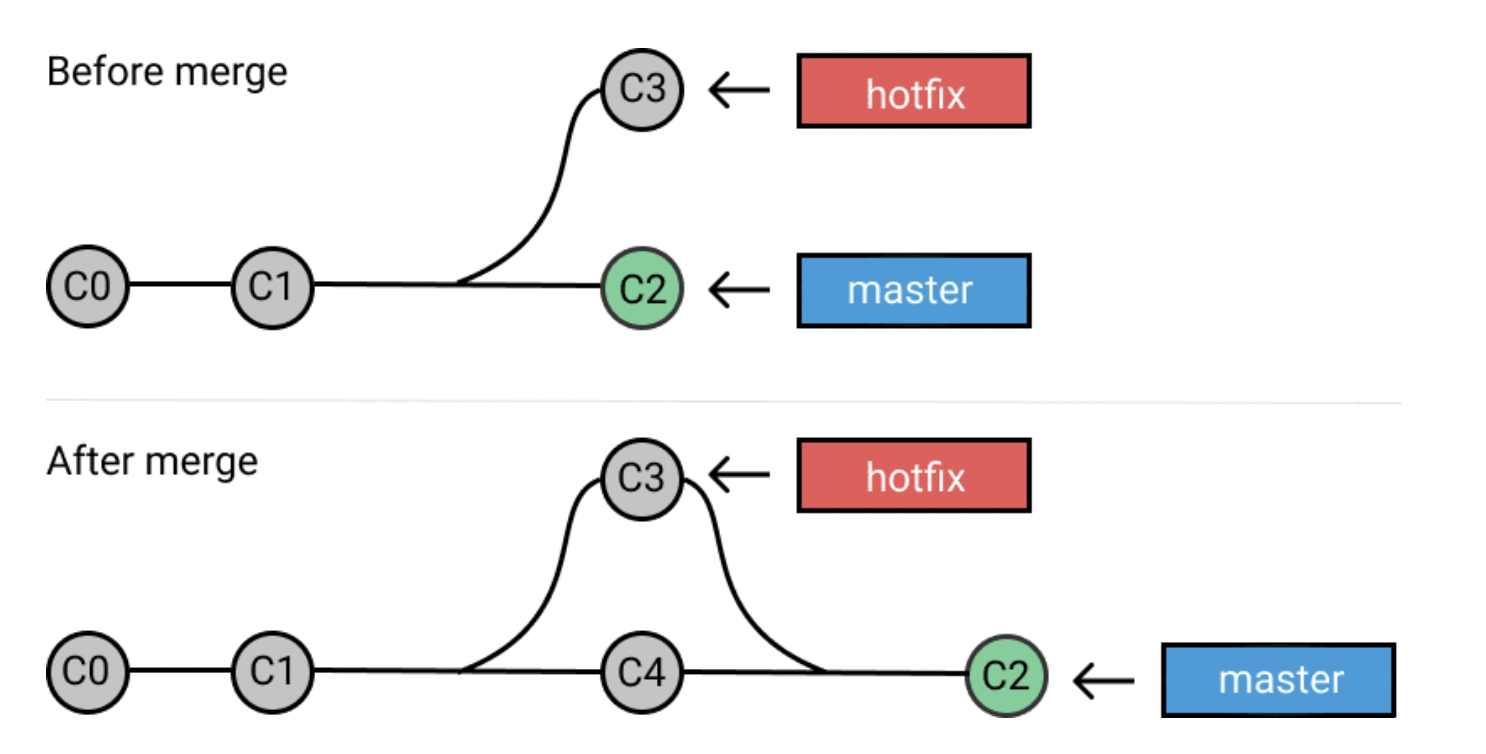 Before merge
C3
hotfix
C0
C1
C2
master
After merge
C3
hotfix
C0
C1
C4
C2
master